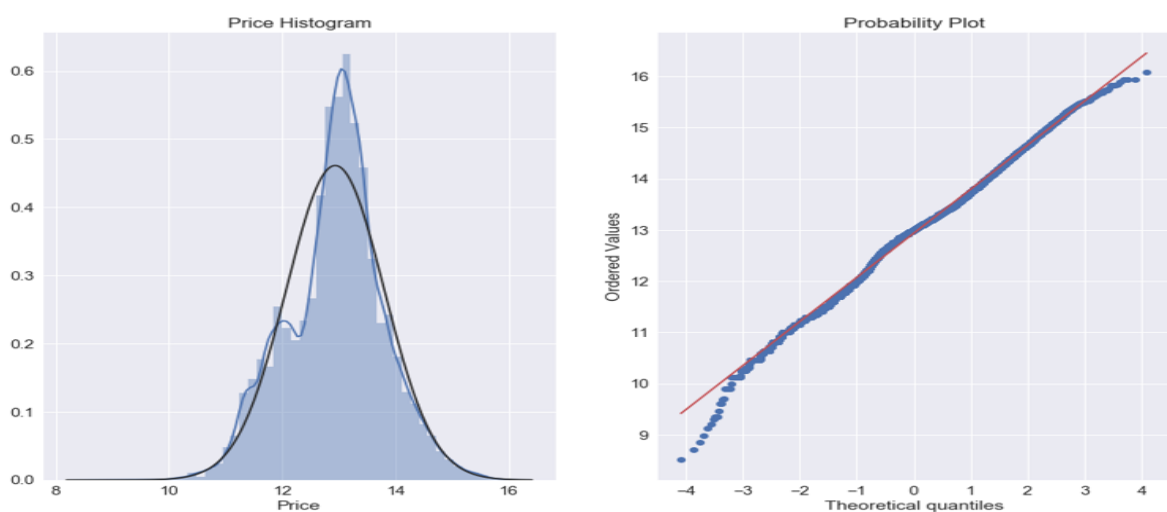 Price Histogram
0.6
0.5
0.4
0.3
0.2
0.1
0.0
8 10 12 14 16
Price
Probability Plot
Ordered Values
16
15
14
13
12
11
10
9
−4 −3 −2 −1 0 1 2 3 4
Theoretical quantiles